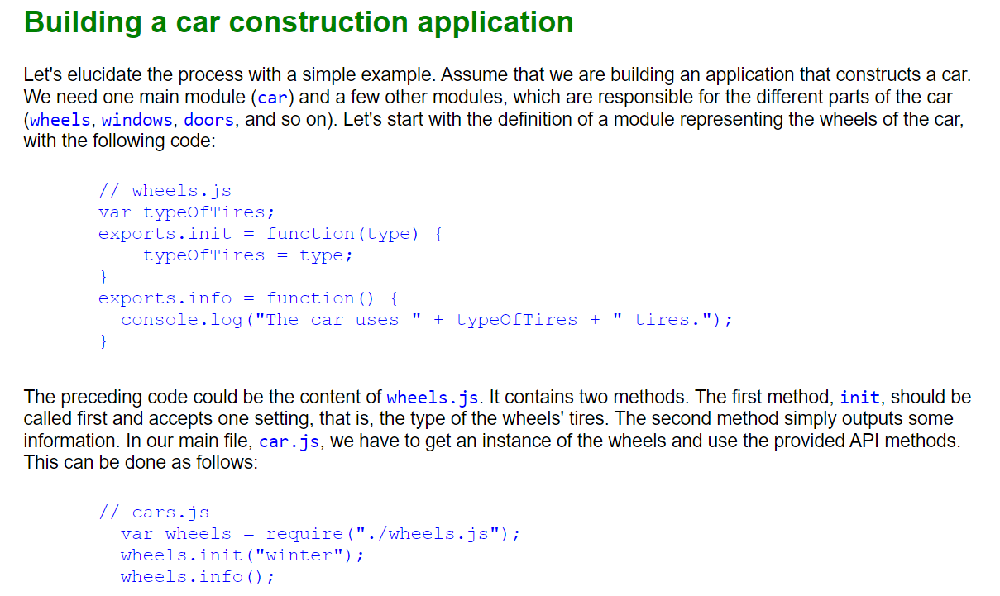 Building a car construction application
Let's elucidate the process with a simple example. Assume that we are building an application that constructs a car.
We need one main module (car) and a few other modules, which are responsible for the different parts of the car
(wheels, windows, doors, and so on). Let's start with the definition of a module representing the wheels of the car,
with the following code:
// wheels.js
var typeOfTires;
exports.init = function(type) {
    typeOfTires = type;
}
exports.info = function() {
  console.log("The car uses " + typeOfTires + " tires.");
}
The preceding code could be the content of wheels.js. It contains two methods. The first method, init, should be
called first and accepts one setting, that is, the type of the wheels' tires. The second method simply outputs some
information. In our main file, car.js, we have to get an instance of the wheels and use the provided API methods.
This can be done as follows:
// cars.js
  var wheels = require("./wheels.js");
  wheels.init("winter");
  wheels.info();